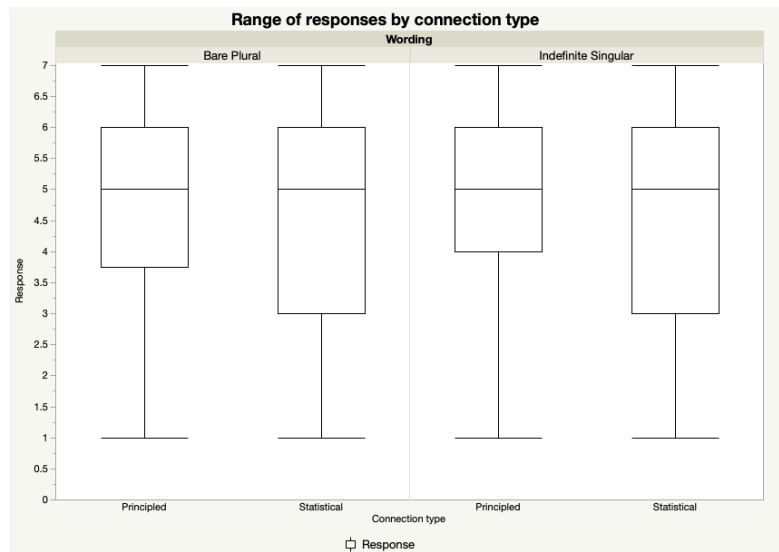 Range of responses by connection type
Wording
Bare Plural
Indefinite Singular
7
6.5
6
5.5
5
4.5
4
3.5
3
2.5
2
1.5
1
0.5
0
Response
Principled
Statistical
Principled
Statistical
Connection type
Response